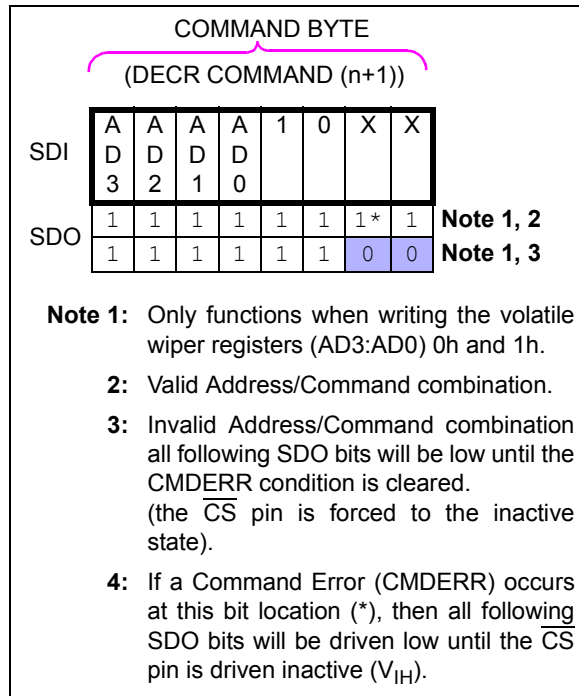 COMMAND BYTE
(DECR COMMAND (n+1))
SDI
A A A A 1 0 X X
D D D D
3 2 1 0
SDO
1 1 1 1 1 1 1* 1 Note 1, 2
1 1 1 1 1 1 0 0 Note 1, 3
Note 1: Only functions when writing the volatile
wiper registers (AD3:AD0) 0h and 1h.
2: Valid Address/Command combination.
3: Invalid Address/Command combination
all following SDO bits will be low until the
CMDERR condition is cleared.
(the CS pin is forced to the inactive
state).
4: If a Command Error (CMDERR) occurs
at this bit location (*), then all following
SDO bits will be driven low until the CS
pin is driven inactive (VIH).